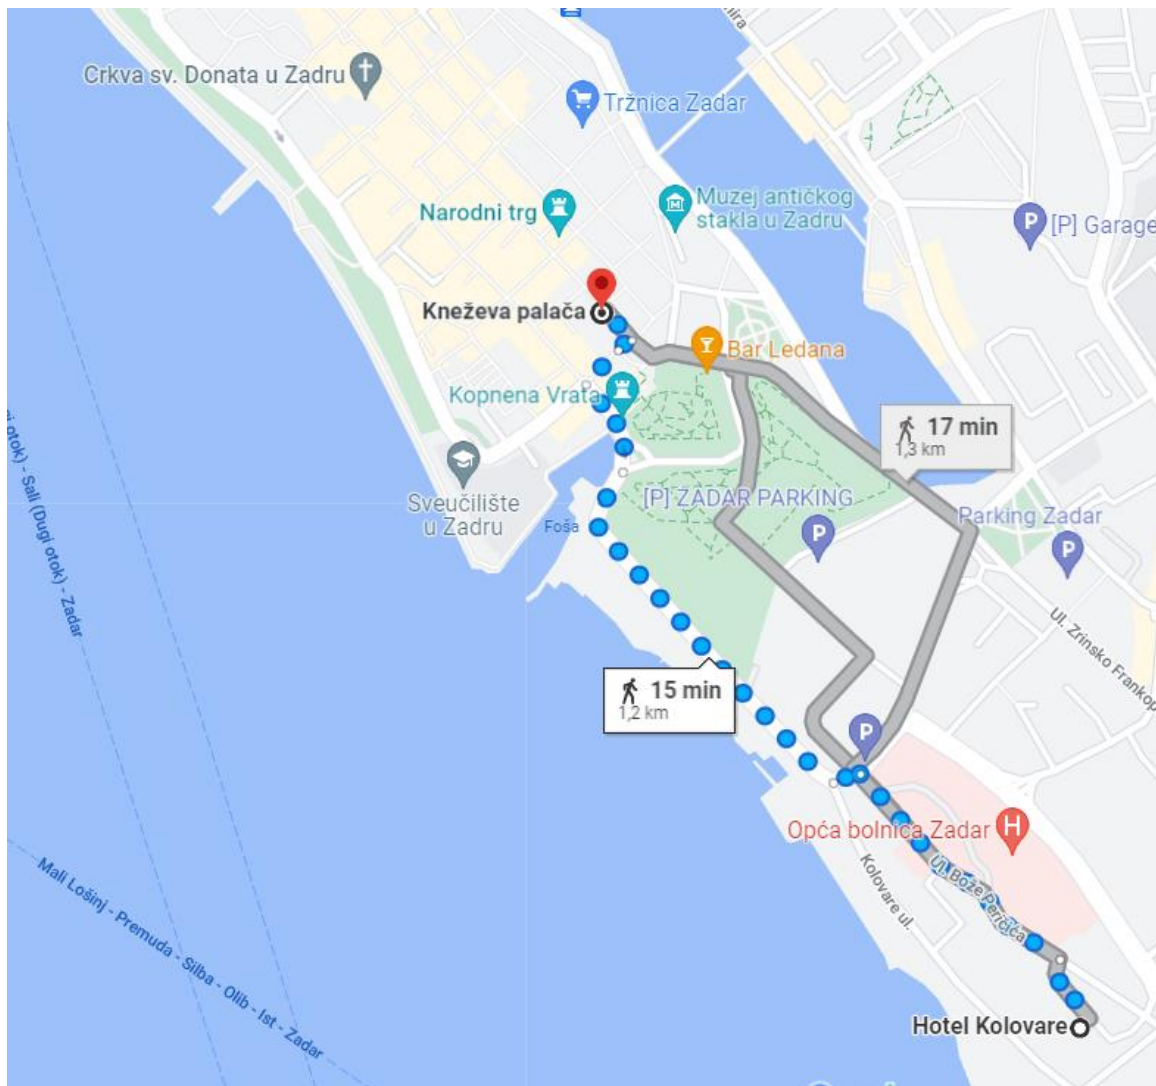 Crkva sv. Donata u Zadru
Tržnica Zadar
Narodni trg
Muzej antičkog
stakla u Zadru
P
[P] Garage
Kneževa palača
Bar Ledana
Kopnena Vrata
17 min
1,3 km
Sveučilište
u Zadru
[P] ZADAR PARKING
P
Parking Zadar
P
Foša
otok) - Sali (Dugi otok) - Zadar
Ul. Zrinsko Frankop
15 min
1,2 km
P
Opća bolnica Zadar
H
Ul. Bože Peričića
Kolovare ul.
Mali Lošinj - Premuda - Silba - Olib - Ist - Zadar
Hotel Kolovare